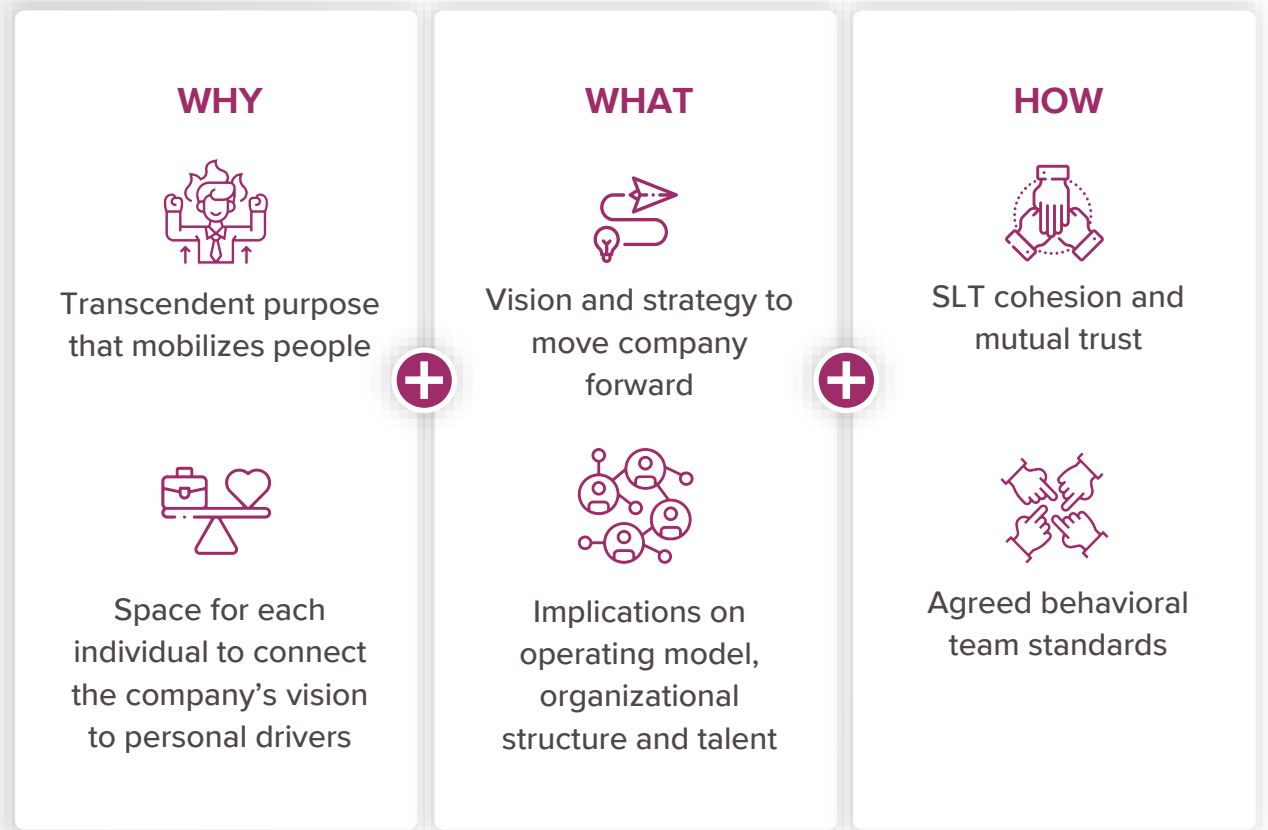 WHY
Transcendent purpose
that mobilizes people
Space for each
individual to connect
the company’s vision
to personal drivers
WHAT
Vision and strategy to
move company
forward
Implications on
operating model,
organizational
structure and talent
HOW
SLT cohesion and
mutual trust
Agreed behavioral
team standards